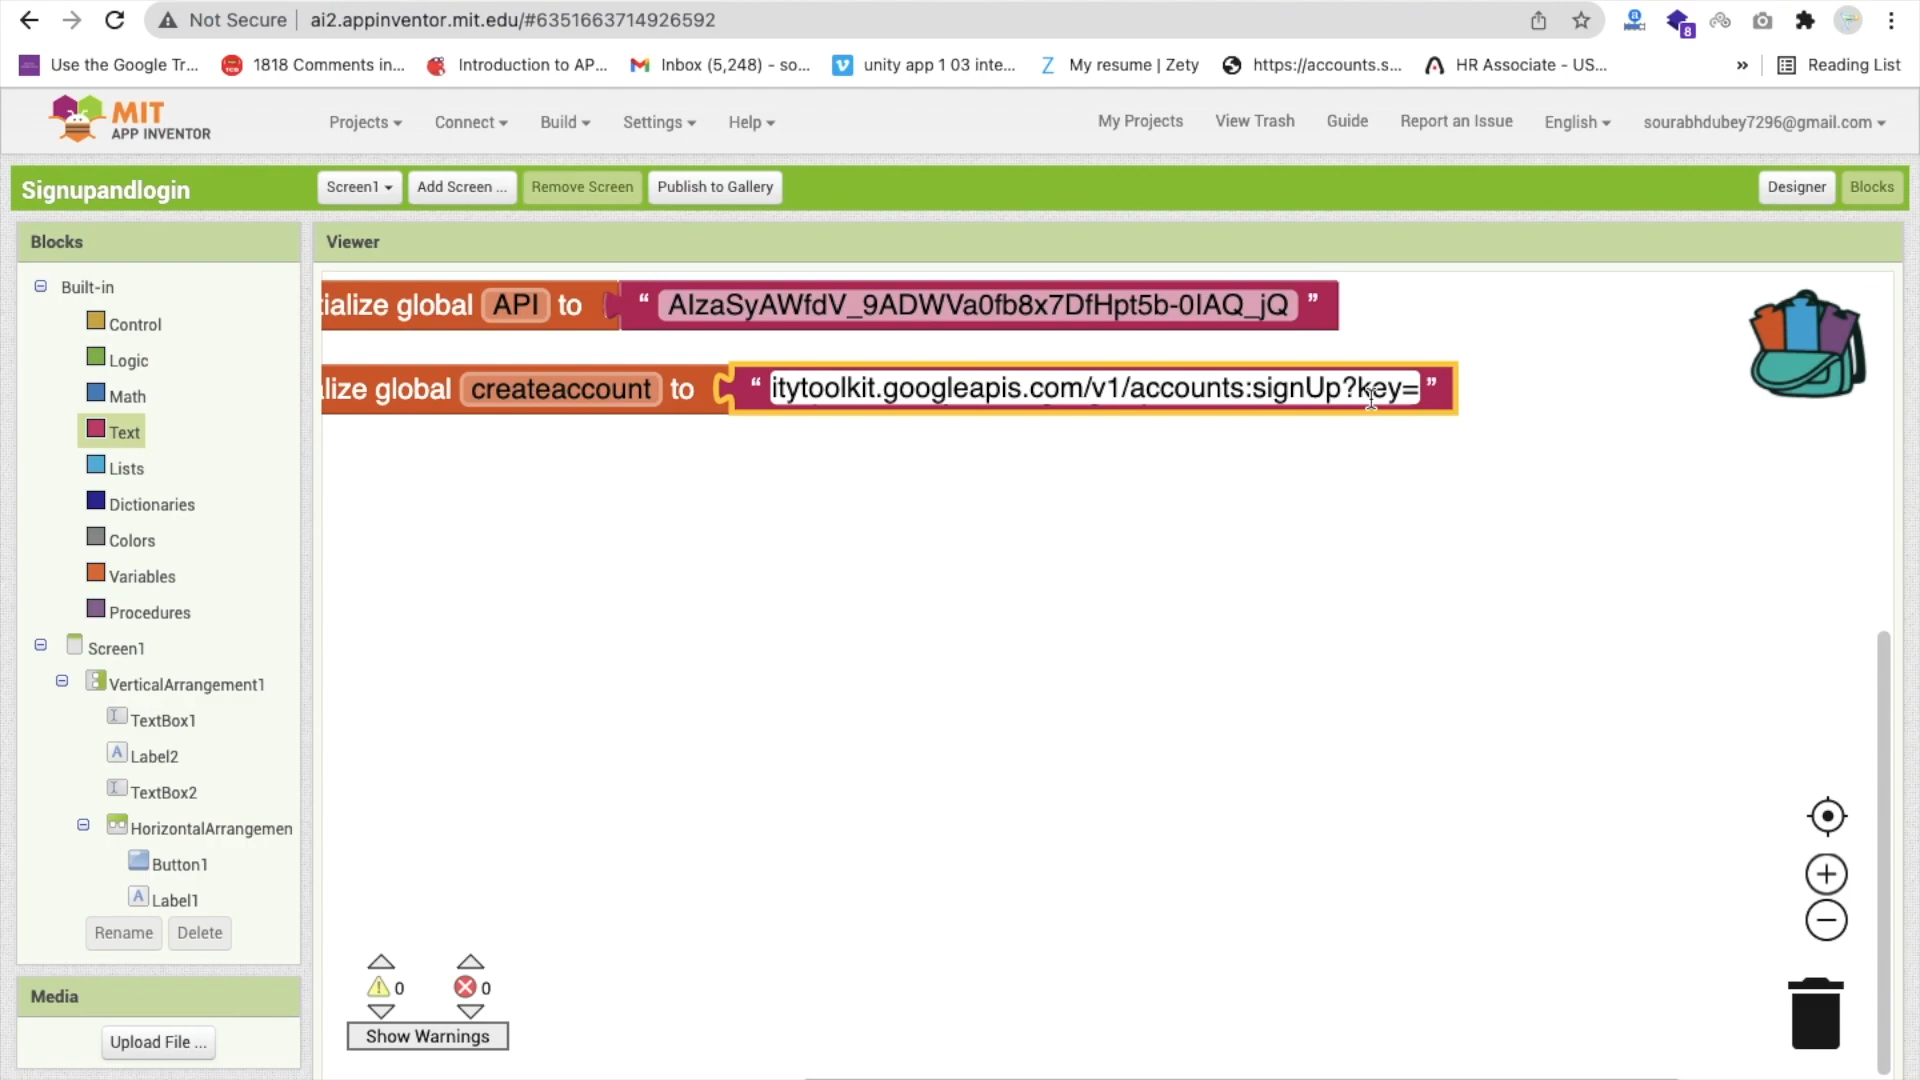 Not Secure ai2.appinventor.mit.edu/#6351663714926592
8
Use the Google Tr... 1818 Comments in... Introduction to AP... Inbox (5,248) - so... unity app 1 03 inte... Z My resume | Zety https://accounts.s... HR Associate - US... » Reading List
MIT
APP INVENTOR
Projects Connect Build Settings Help My Projects View Trash Guide Report an Issue English sourabhdubey7296@gmail.com
Signupandlogin Screen1 Add Screen ... Remove Screen Publish to Gallery Designer Blocks
Blocks
Viewer
Built-in
Control
Logic
Math
Text
Lists
Dictionaries
Colors
Variables
Procedures
Screen1
VerticalArrangement1
TextBox1
Label2
TextBox2
HorizontalArrangemen
Button1
Label1
Rename Delete
Media
Upload File ...
tialize global API to “ AIzaSyAWfdV_9ADWVa0fb8x7DfHpt5b-0IAQ_jQ ”
lize global createaccount to “ itytoolkit.googleapis.com/v1/accounts:signUp?key= ”
0 0
Show Warnings